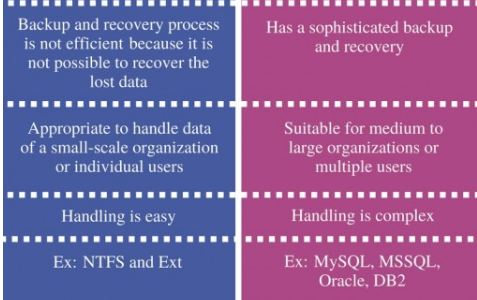 Backup and recovery process
is not efficient because it is
not possible to recover the
lost data
Has a sophisticated backup
and recovery
Appropriate to handle data
of a small-scale organization
or individual users
Suitable for medium to
large organizations or
multiple users
Handling is easy
Handling is complex
Ex: NTFS and Ext
Ex: MySQL, MSSQL,
Oracle, DB2